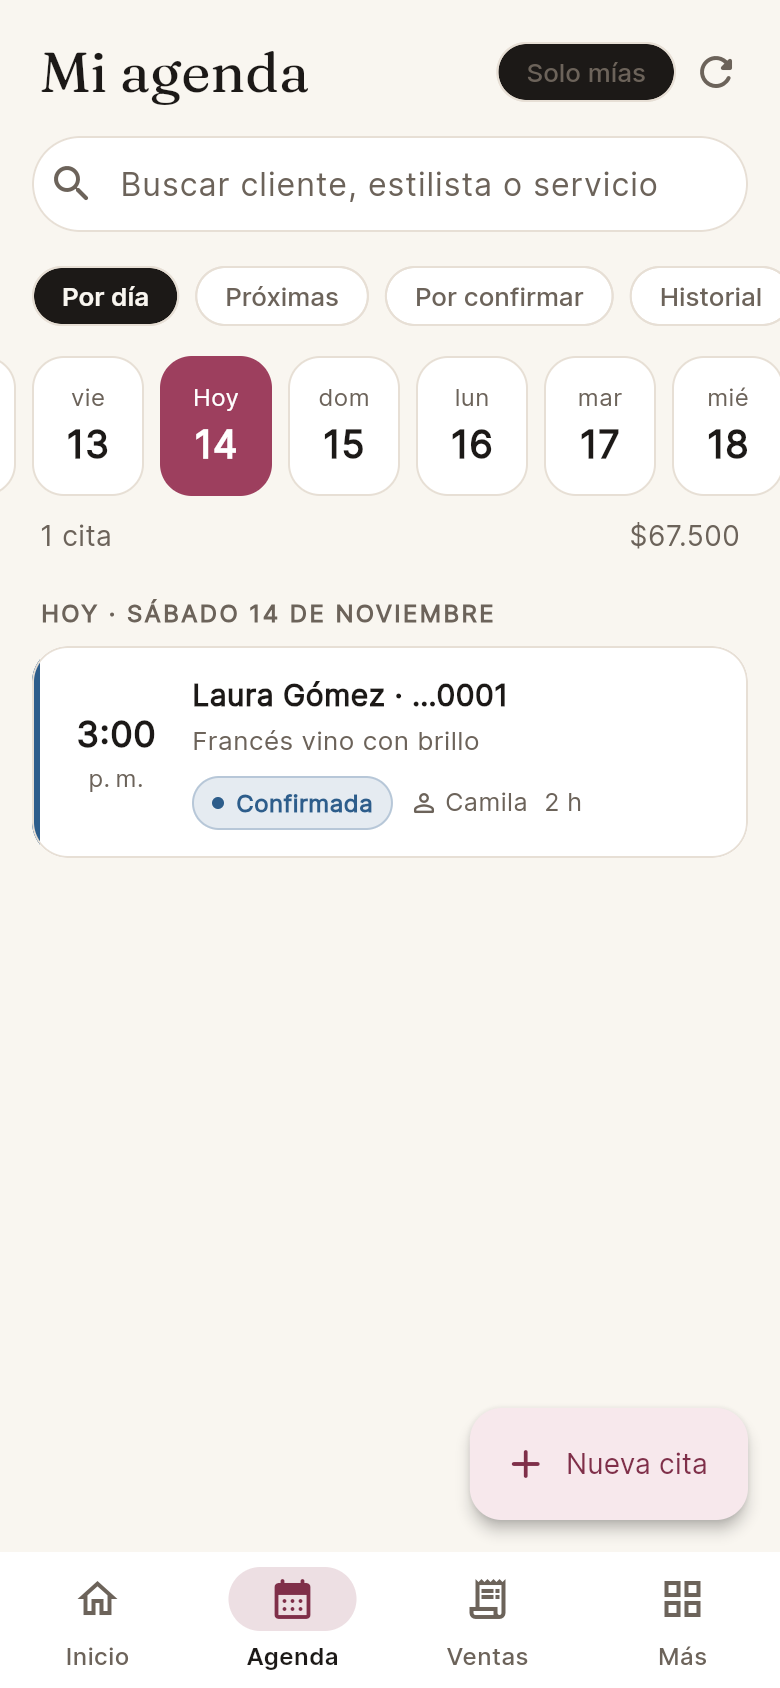 Mi agenda
Solo mías
Buscar cliente, estilista o servicio
Por día
Próximas
Por confirmar
Historial
vie
13
Hoy
14
dom
15
lun
16
mar
17
mié
18
1 cita
$67.500
HOY · SÁBADO 14 DE NOVIEMBRE
3:00
p. m.
Laura Gómez · ...0001
Francés vino con brillo
Confirmada
Camila 2 h
Nueva cita
Inicio
Agenda
Ventas
Más